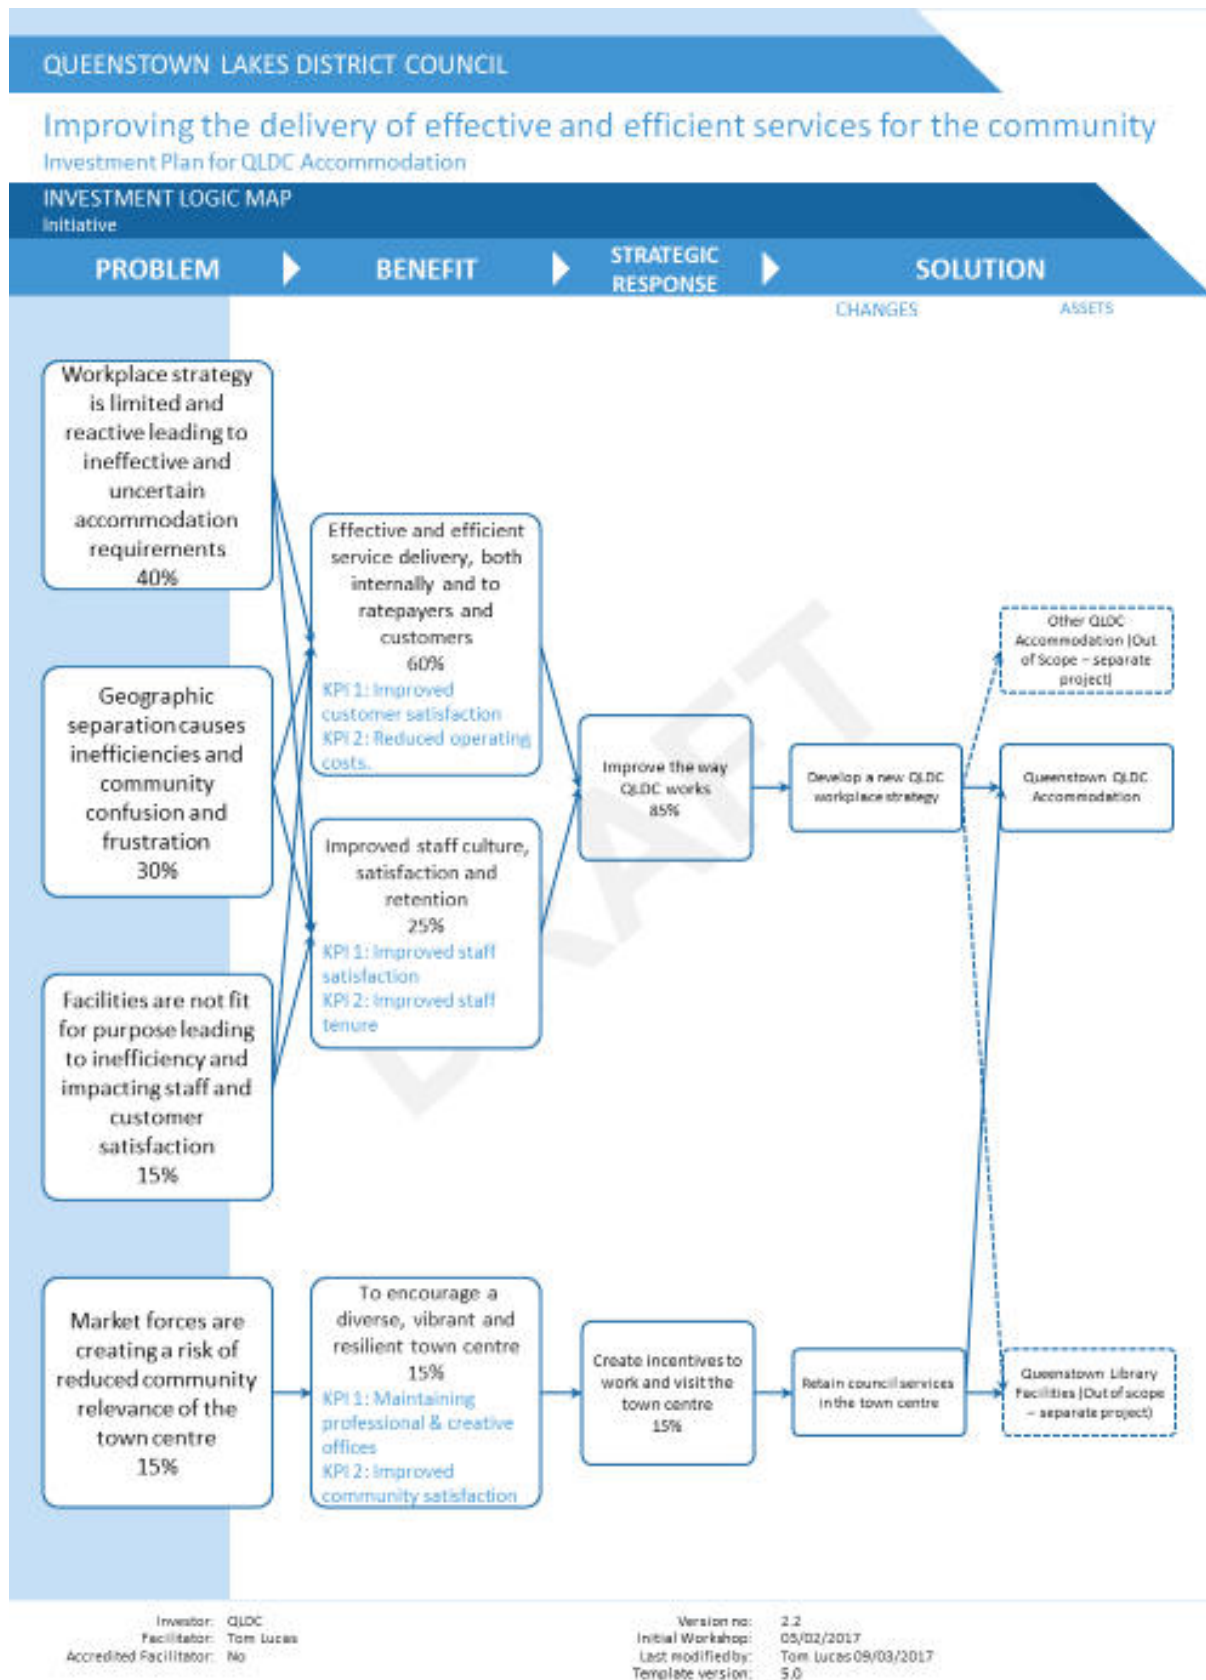 QUEENSTOWN LAKES DISTRICT COUNCIL
Improving the delivery of effective and efficient services for the community
Investment Plan for QLDC Accommodation
INVESTMENT LOGIC MAP
Initiative
PROBLEM
BENEFIT
STRATEGIC
RESPONSE
SOLUTION
CHANGES
ASSETS
Workplace strategy
is limited and
reactive leading to
ineffective and
uncertain
accommodation
requirements
40%
Geographic
separation causes
inefficiencies and
community
confusion and
frustration
30%
Facilities are not fit
for purpose leading
to inefficiency and
impacting staff and
customer
satisfaction
15%
Market forces are
creating a risk of
reduced community
relevance of the
town centre
15%
Effective and efficient
service delivery, both
internally and to
ratepayers and
customers
60%
KPI 1: Improved
customer satisfaction
KPI 2: Reduced operating
costs.
Improved staff culture,
satisfaction and
retention
25%
KPI 1: Improved staff
satisfaction
KPI 2: Improved staff
tenure
To encourage a
diverse, vibrant and
resilient town centre
15%
KPI 1: Maintaining
professional & creative
offices
KPI 2: Improved
community satisfaction
Improve the way
QLDC works
85%
Create incentives to
work and visit the
town centre
15%
Develop a new QLDC
workplace strategy
Retain council services
in the town centre
Other QLDC
Accommodation (Out
of Scope – separate
project)
Queenstown QLDC
Accommodation
Queenstown Library
Facilities (Out of scope
– separate project)
DRAFT
Investor: QLDC
Facilitator: Tom Lucas
Accredited Facilitator: No
Version no: 2.2
Initial Workshop: 05/02/2017
Last modified by: Tom Lucas 09/03/2017
Template version: 5.0